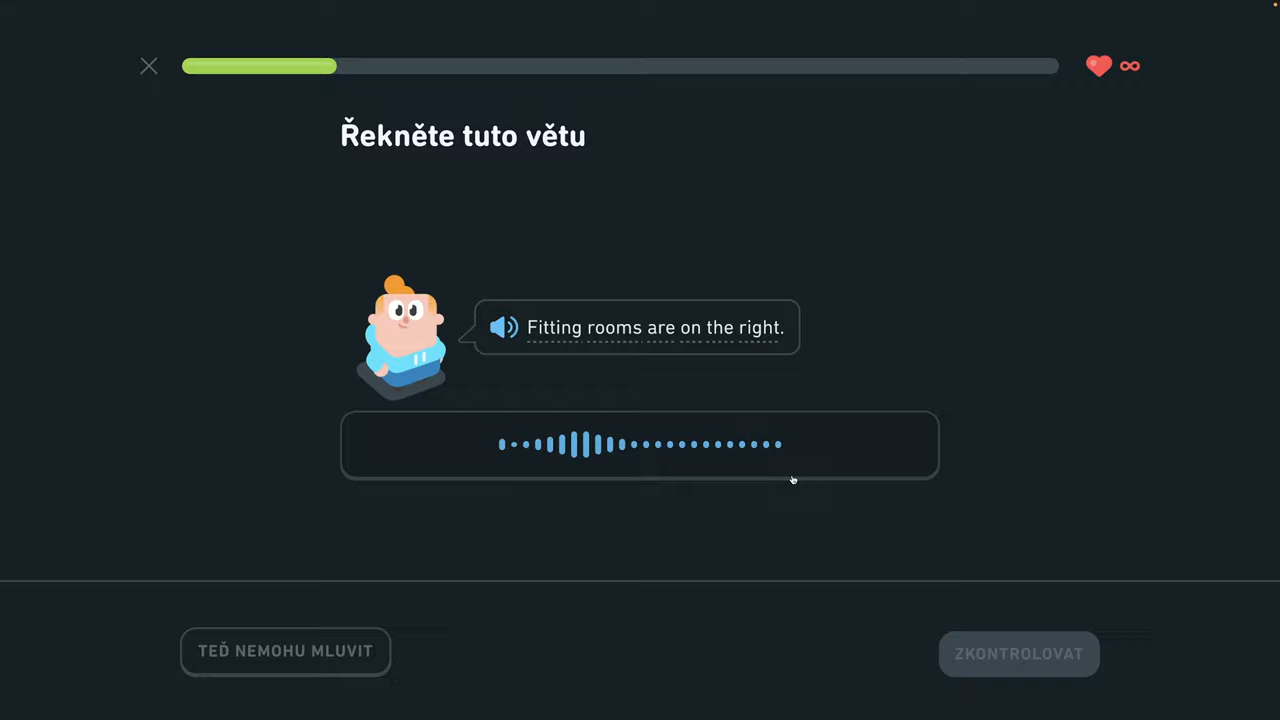 Řekněte tuto větu
Fitting rooms are on the right.
TEĎ NEMOHU MLUVIT
ZKONTROLOVAT